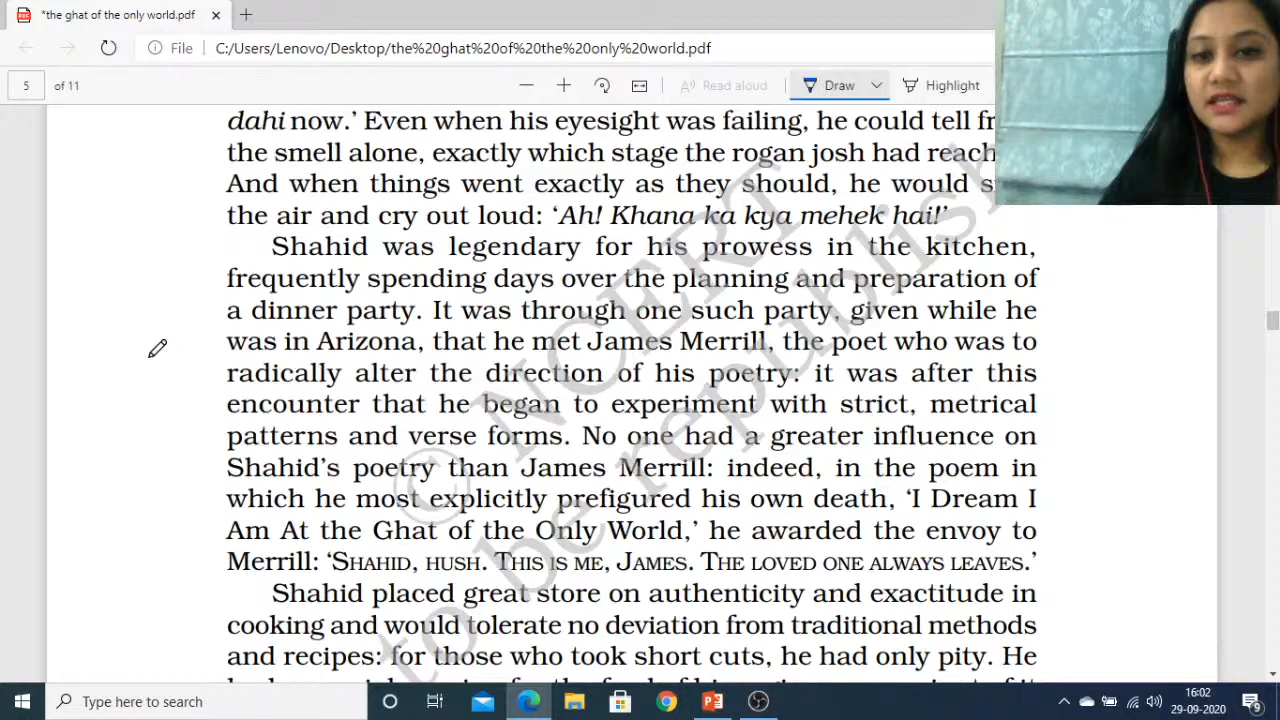 *the ghat of the only world.pdf
File
C:/Users/Lenovo/Desktop/the%20ghat%20of%20the%20only%20world.pdf
5 of 11
Read aloud
Draw
Highlight
dahi now.’ Even when his eyesight was failing, he could tell
the smell alone, exactly which stage the rogan josh had
And when things went exactly as they should, he would
the air and cry out loud: ‘Ah! Khana ka kya mehek hai!’
Shahid was legendary for his prowess in the kitchen,
frequently spending days over the planning and preparation of
a dinner party. It was through one such party, given while he
was in Arizona, that he met James Merrill, the poet who was to
radically alter the direction of his poetry: it was after this
encounter that he began to experiment with strict, metrical
patterns and verse forms. No one had a greater influence on
Shahid’s poetry than James Merrill: indeed, in the poem in
which he most explicitly prefigured his own death, ‘I Dream I
Am At the Ghat of the Only World,’ he awarded the envoy to
Merrill: ‘SHAHID, HUSH. THIS IS ME, JAMES. THE LOVED ONE ALWAYS LEAVES.’
Shahid placed great store on authenticity and exactitude in
cooking and would tolerate no deviation from traditional methods
and recipes: for those who took short cuts, he had only pity. He
© NCERT
to be republish
Type here to search
16:02
29-09-2020
9